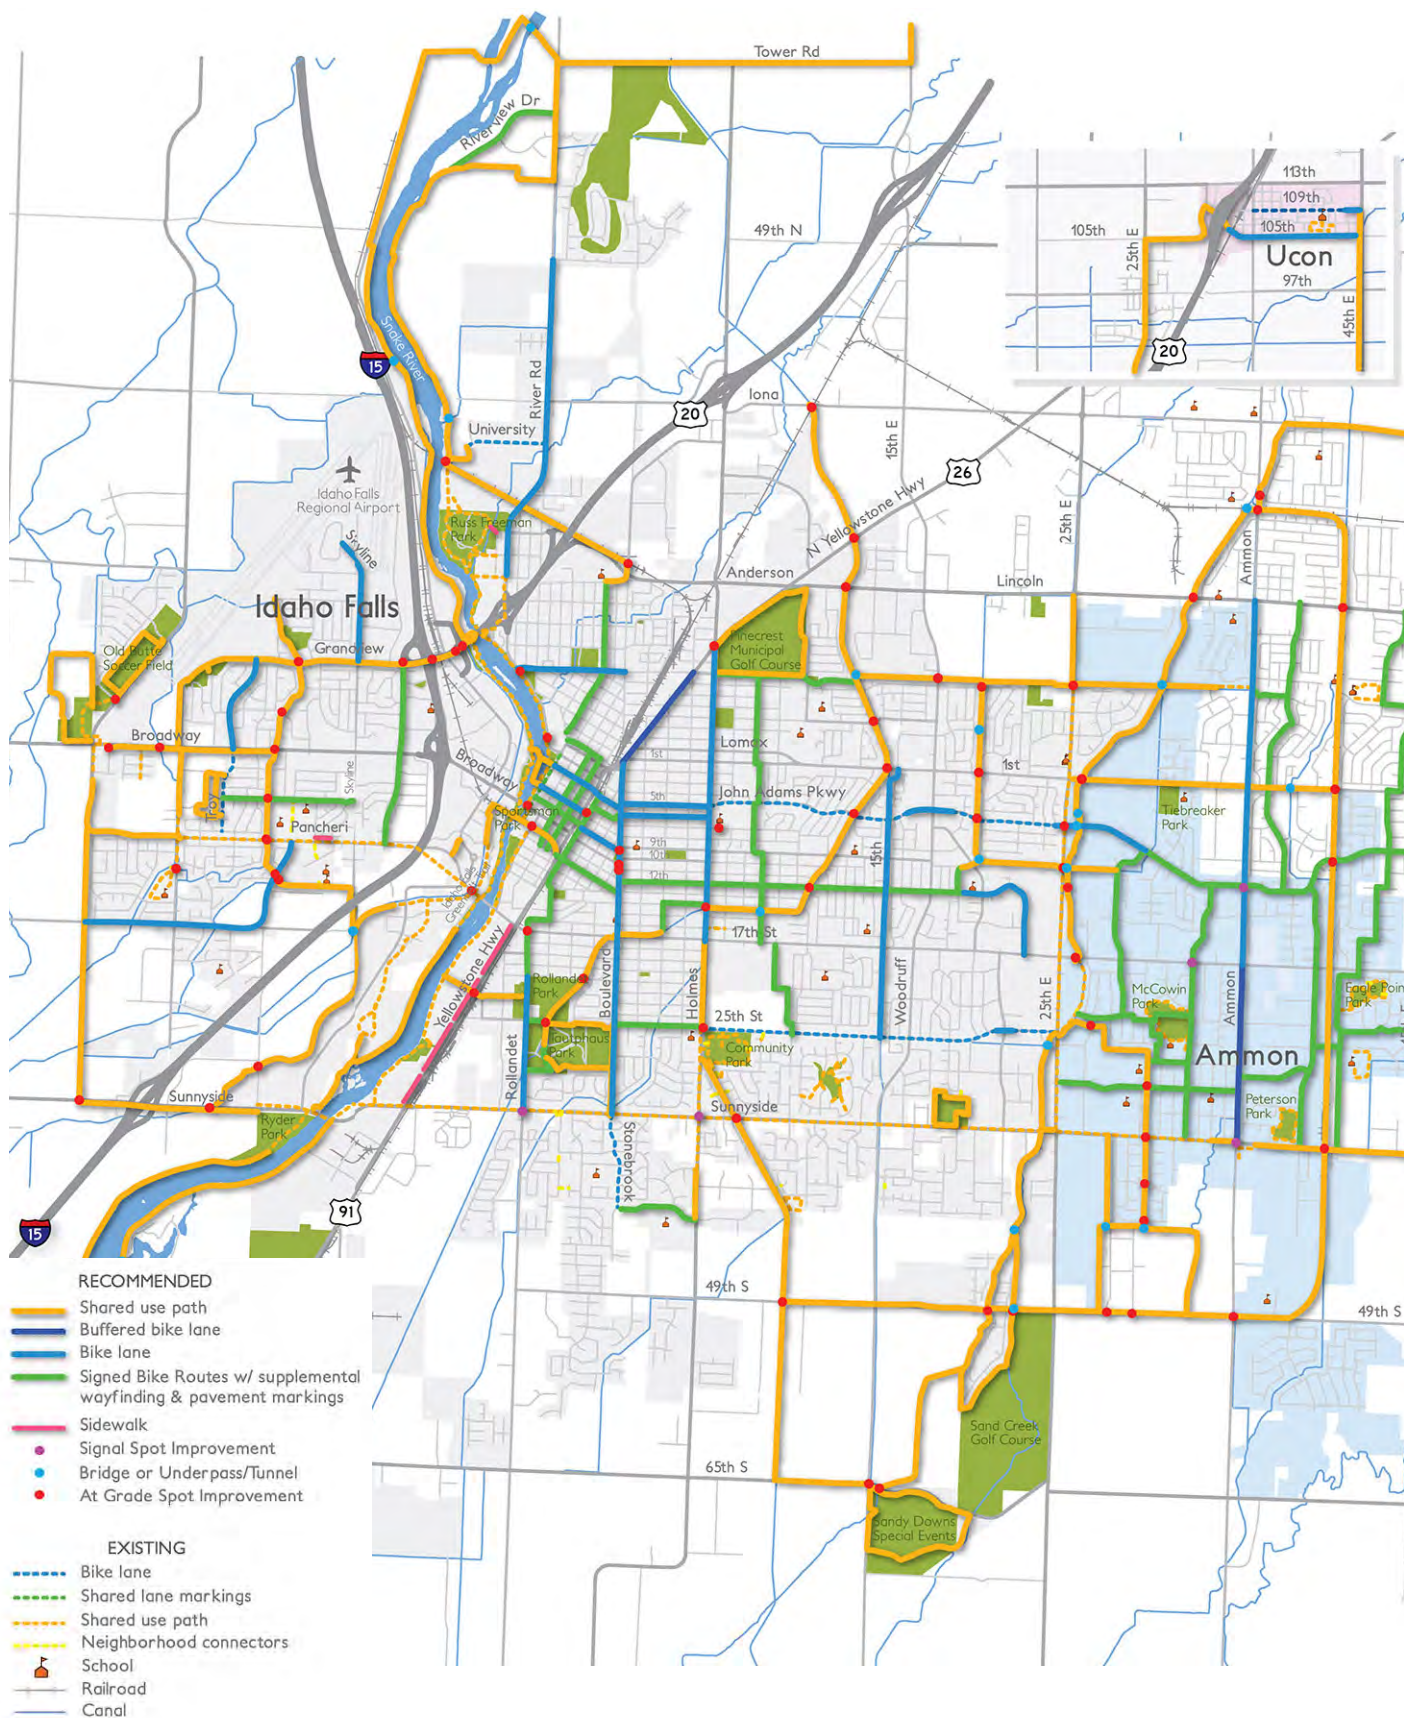 Tower Rd
Riverview Dr
49th N
113th
109th
105th
105th
25th E
Ucon
97th
45th E
20
Snake River
15
River Rd
20
Iona
University
15th E
26
Idaho Falls
Regional Airport
N Yellowstone Hwy
25th E
Ammon
Russ Freeman
Park
Skyline
Anderson
Lincoln
Idaho Falls
Old Butte
Soccer Field
Grandview
Pinecrest
Municipal
Golf Course
Broadway
Broadway
Lomax
1st
1st
Skyline
Troy
5th
John Adams Pkwy
Sportsman
Park
Tiebreaker
Park
Pancheri
9th
10th
12th
15th
17th St
Yellowstone Hwy
Rollandet
Park
Boulevard
Holmes
Woodruff
25th E
McCowin
Park
Ammon
Eagle Point
Park
25th St
Tautphaus
Park
Community
Park
Ammon
Rollandet
Sunnyside
Sunnyside
Peterson
Park
Ryder
Park
Stonebrook
91
15
49th S
49th S
Sand Creek
Golf Course
65th S
Sandy Downs
Special Events
RECOMMENDED
Shared use path
Buffered bike lane
Bike lane
Signed Bike Routes w/ supplemental
wayfinding & pavement markings
Sidewalk
Signal Spot Improvement
Bridge or Underpass/Tunnel
At Grade Spot Improvement
EXISTING
Bike lane
Shared lane markings
Shared use path
Neighborhood connectors
School
Railroad
Canal